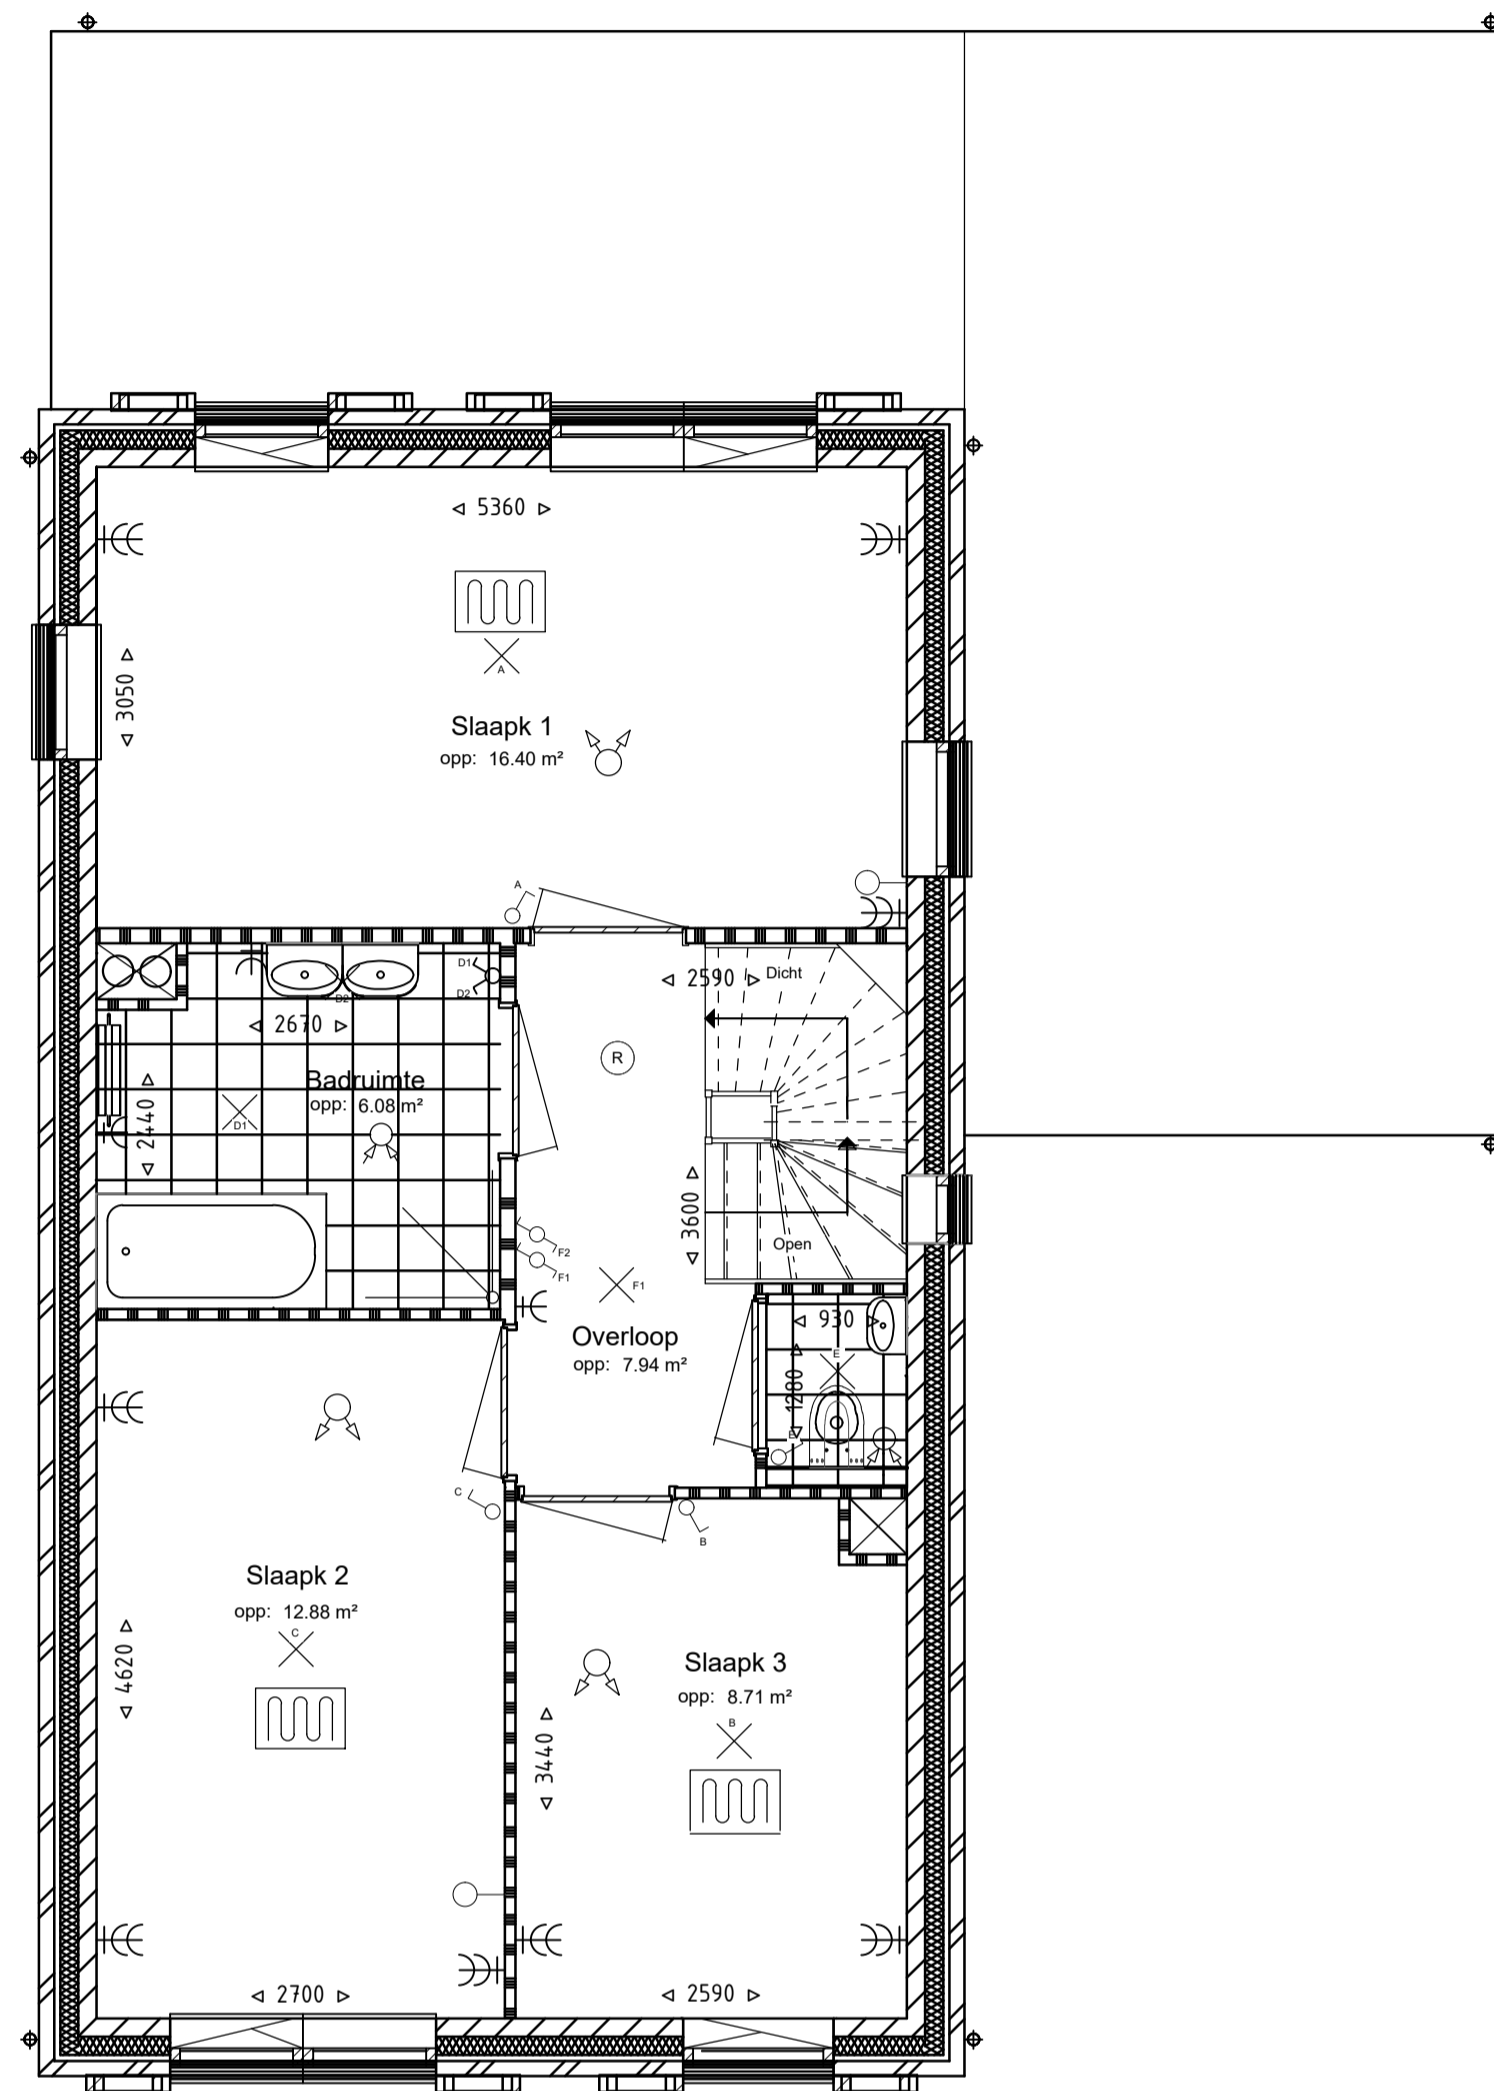 5360
3050
A
Slaapk 1
opp: 16.40 m²
A
D1
D2
D2
2590
Dicht
2670
R
Badruimte
opp: 6.08 m²
D1
2440
3600
Open
F2
F1
F1
930
Overloop
opp: 7.94 m²
E
1280
E
C
B
Slaapk 2
opp: 12.88 m²
C
4620
Slaapk 3
opp: 8.71 m²
B
3440
2700
2590